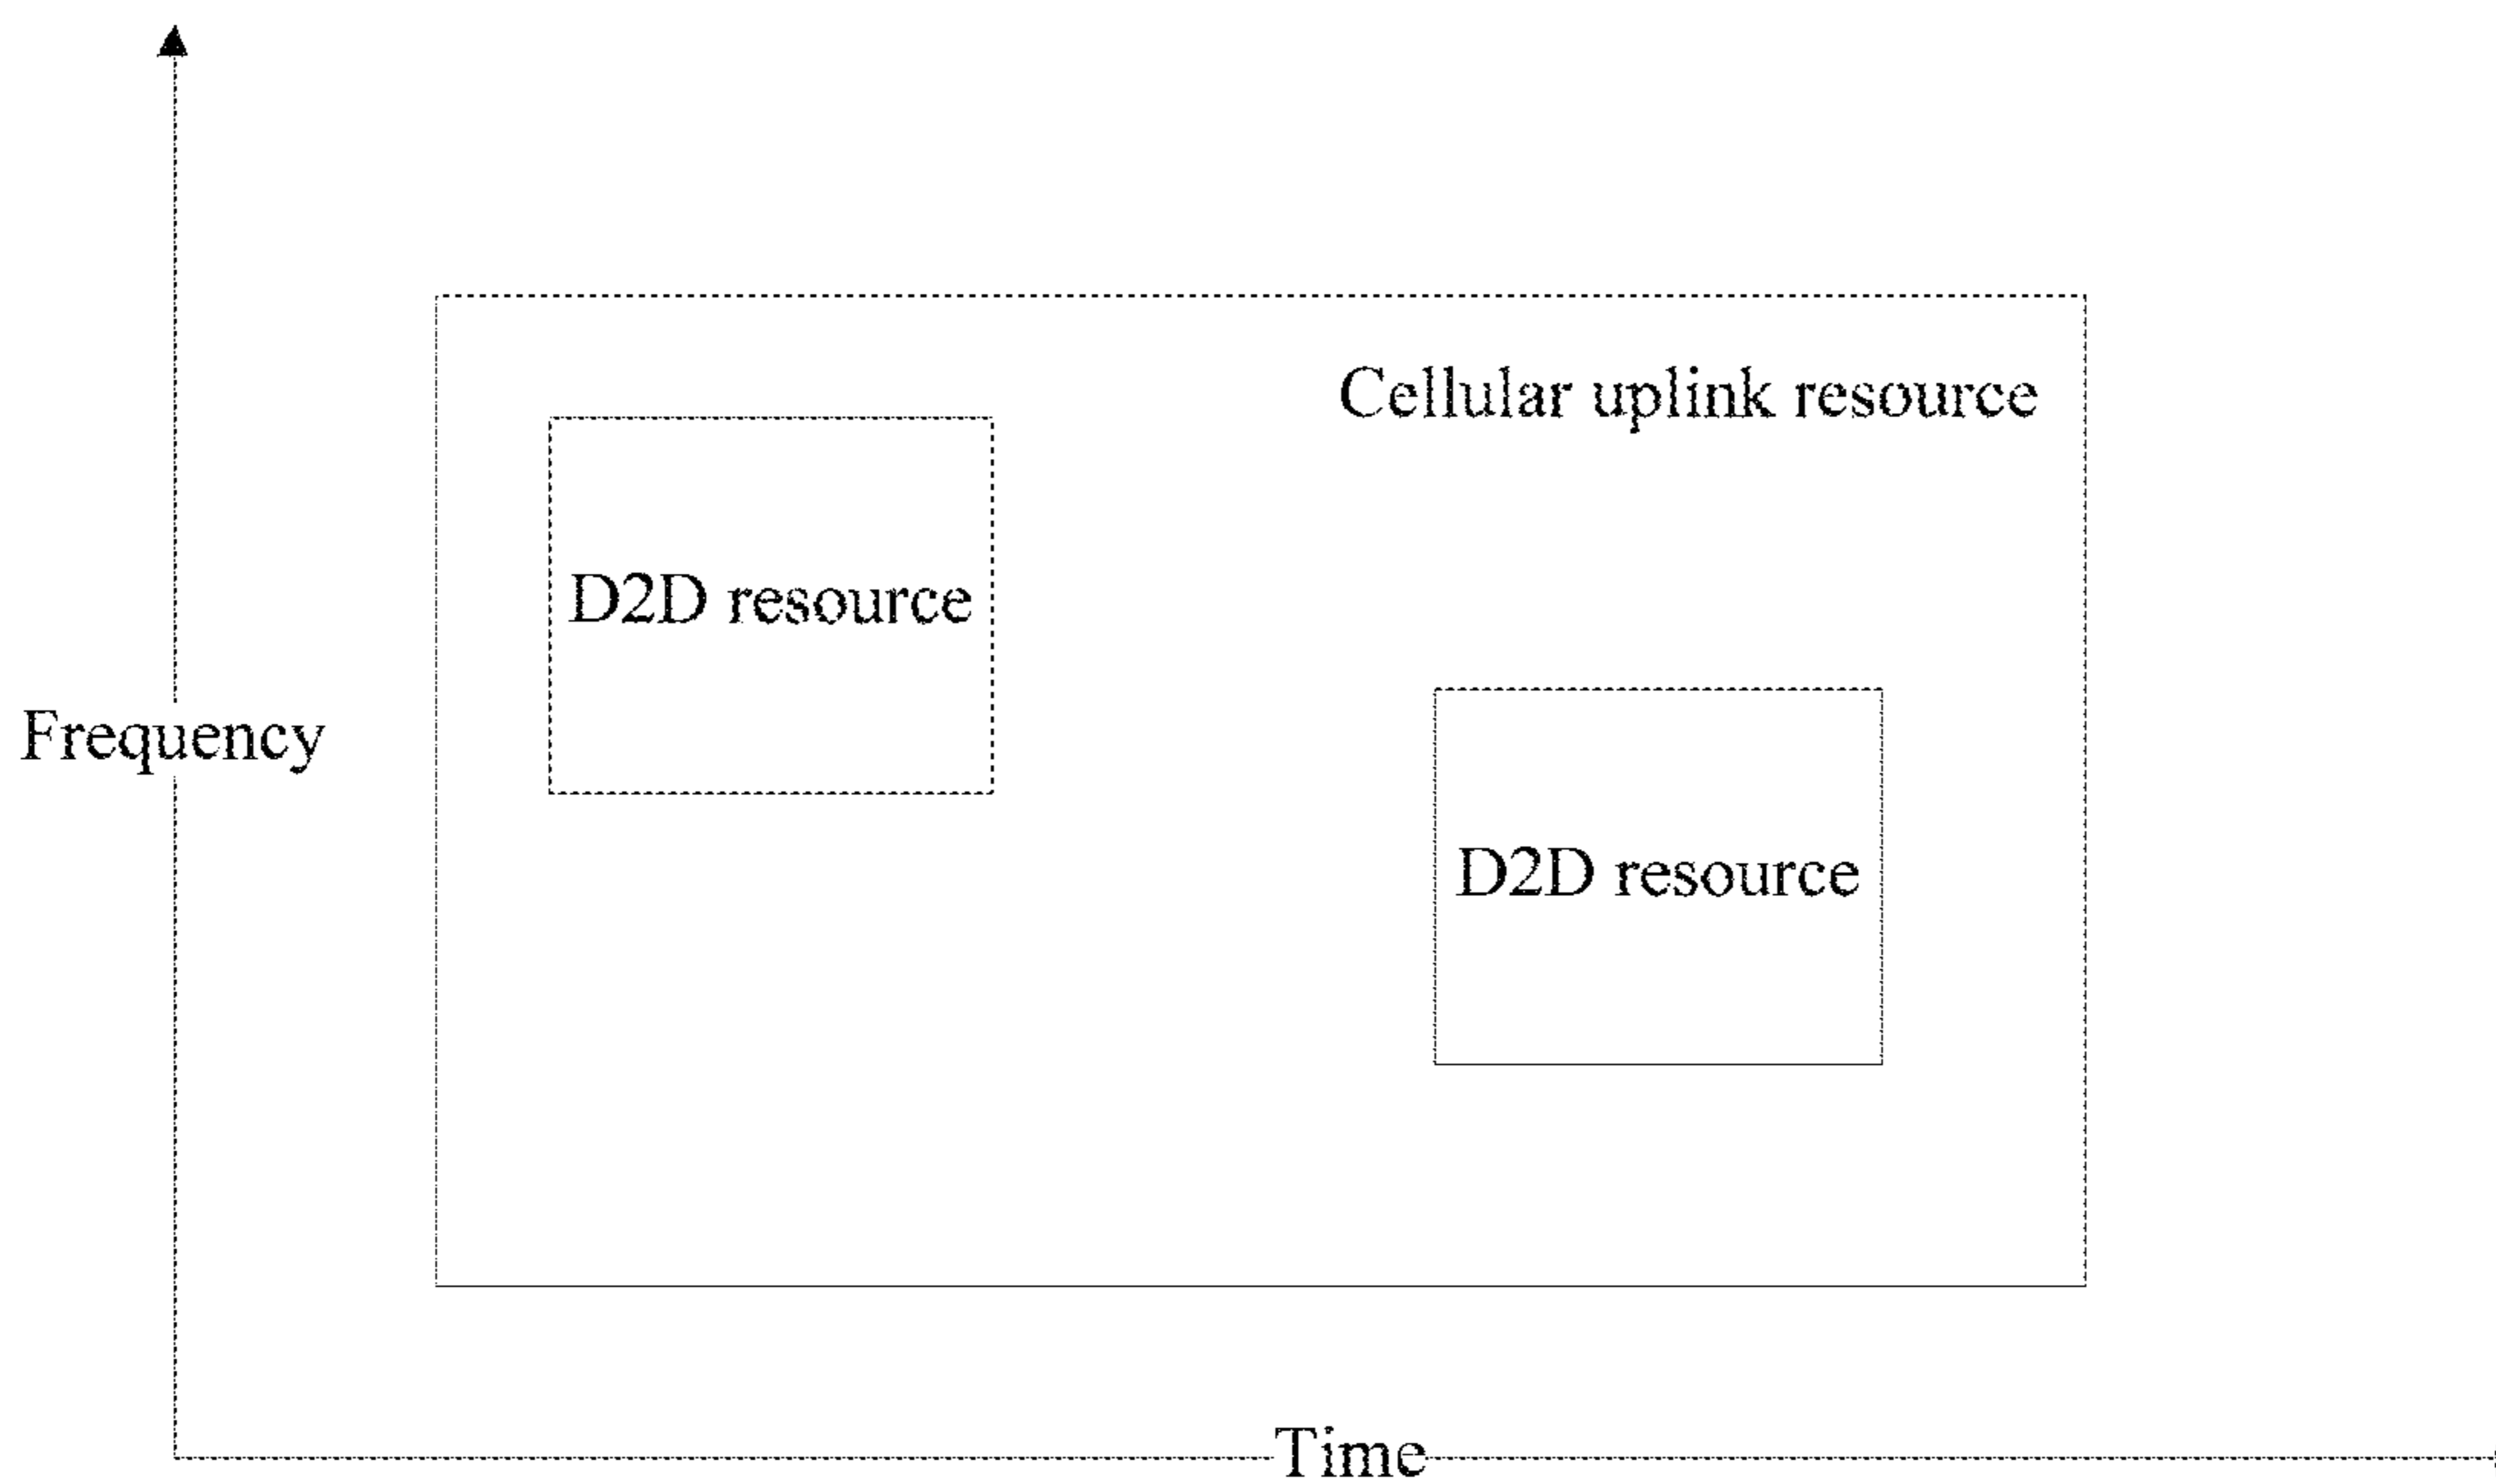 Cellular uplink resource
D2D resource
Frequency
D2D resource
Time